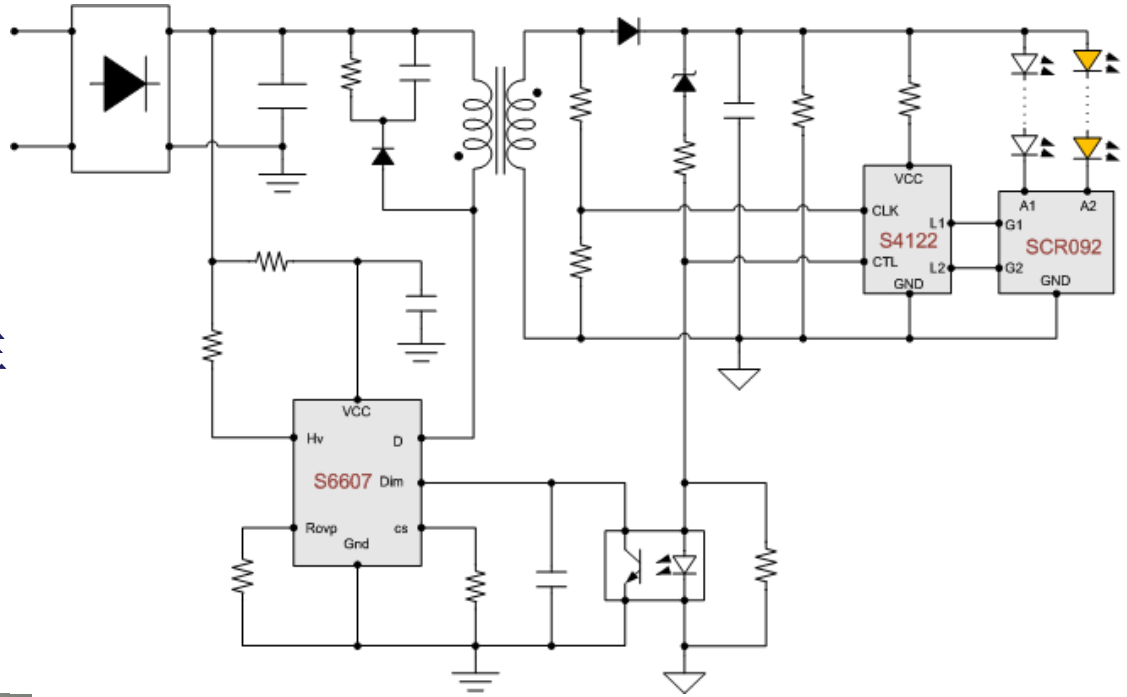 VCC
CLK
L1
G1
A1
A2
S4122
SCR092
CTL
L2
G2
GND
GND
VCC
Hv
D
S6607
Dim
Rovp
cs
Gnd